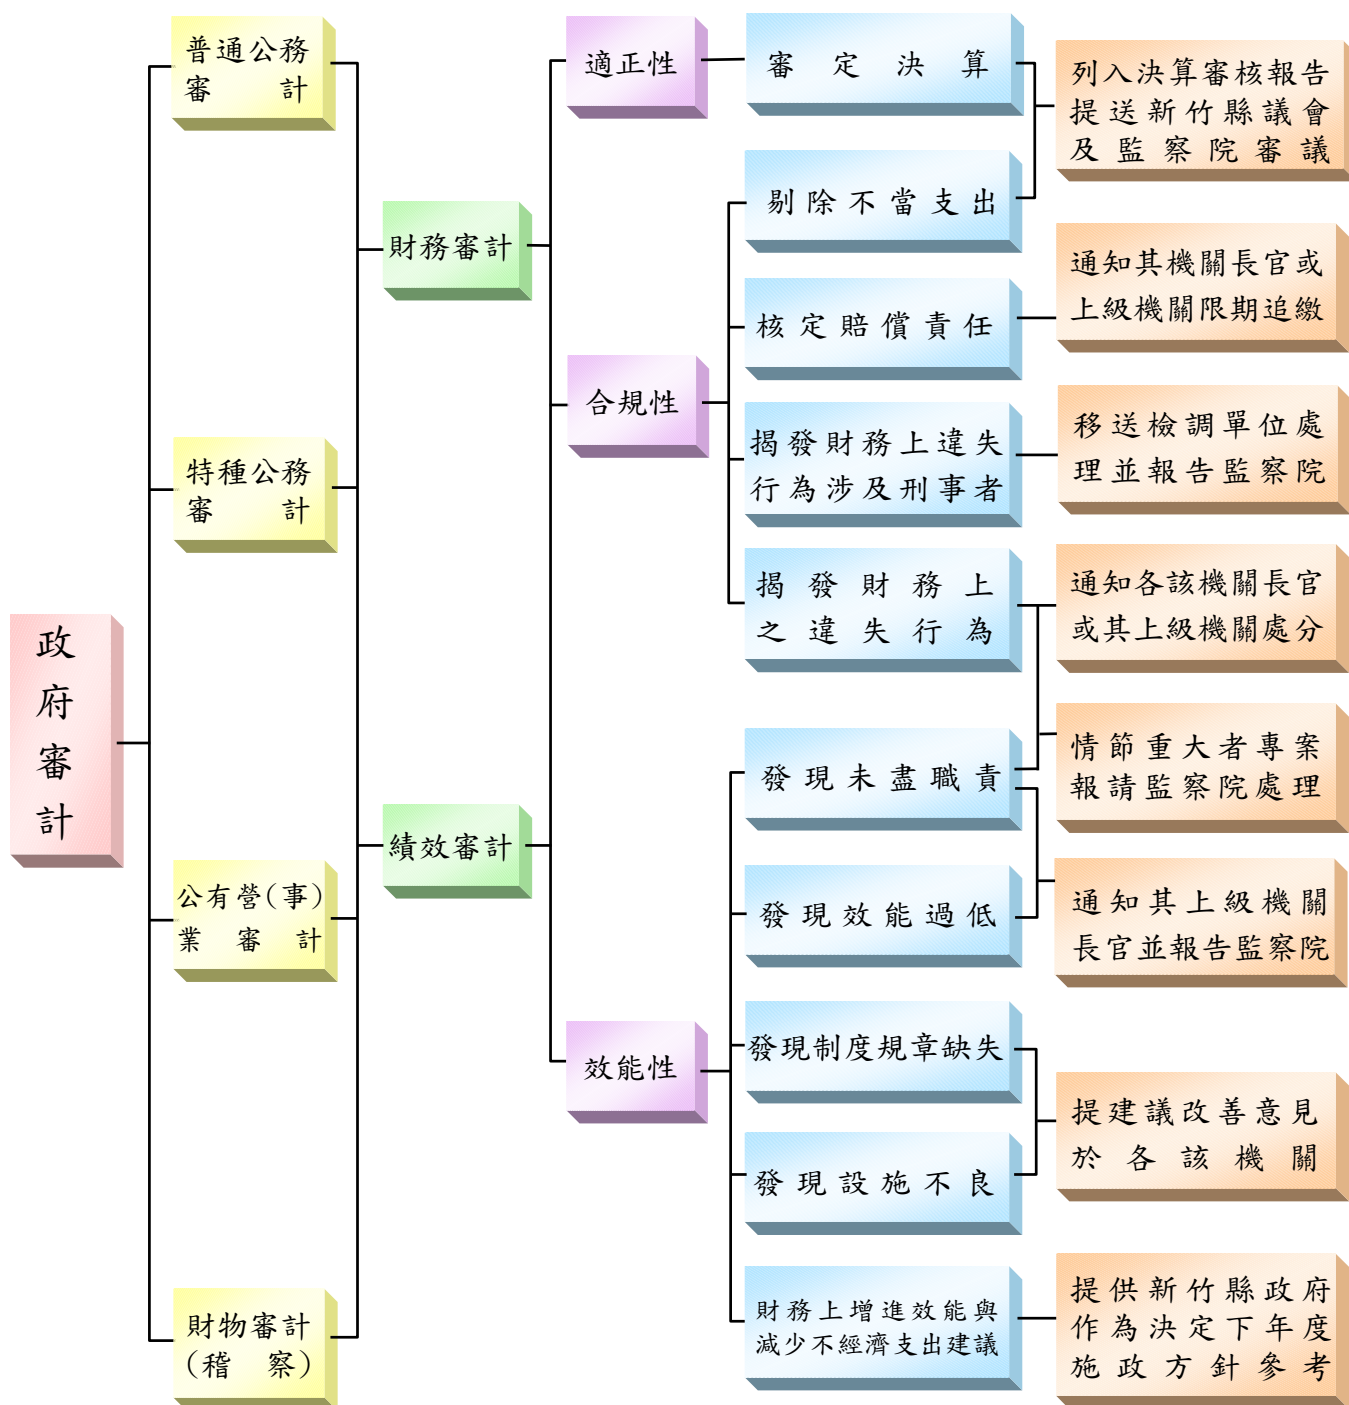 政
府
審
計
普通公務
審計
特種公務
審計
公有營(事)
業審計
財物審計
(稽察)
財務審計
績效審計
適正性
合規性
效能性
審定決算
剔除不當支出
核定賠償責任
揭發財務上違失
行為涉及刑事者
揭發財務上
之違失行為
發現未盡職責
發現效能過低
發現制度規章缺失
發現設施不良
財務上增進效能與
減少不經濟支出建議
列入決算審核報告
提送新竹縣議會
及監察院審議
通知其機關長官或
上級機關限期追繳
移送檢調單位處
理並報告監察院
通知各該機關長官
或其上級機關處分
情節重大者專案
報請監察院處理
通知其上級機關
長官並報告監察院
提建議改善意見
於各該機關
提供新竹縣政府
作為決定下年度
施政方針參考